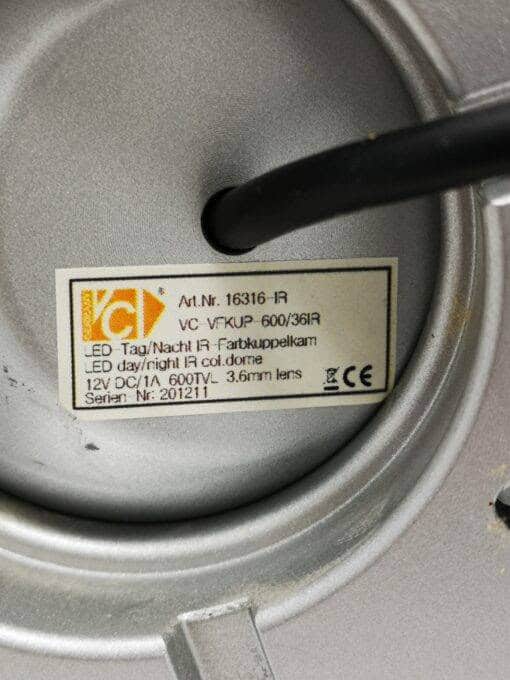 VC ®
Art.Nr. 16316-IR
VC-VFKUP-600/36IR
LED-Tag/Nacht IR-Farbkuppelkam
LED day/night IR col.dome
12V DC/1A 600TVL 3.6mm lens
CE
Serien Nr: 201211